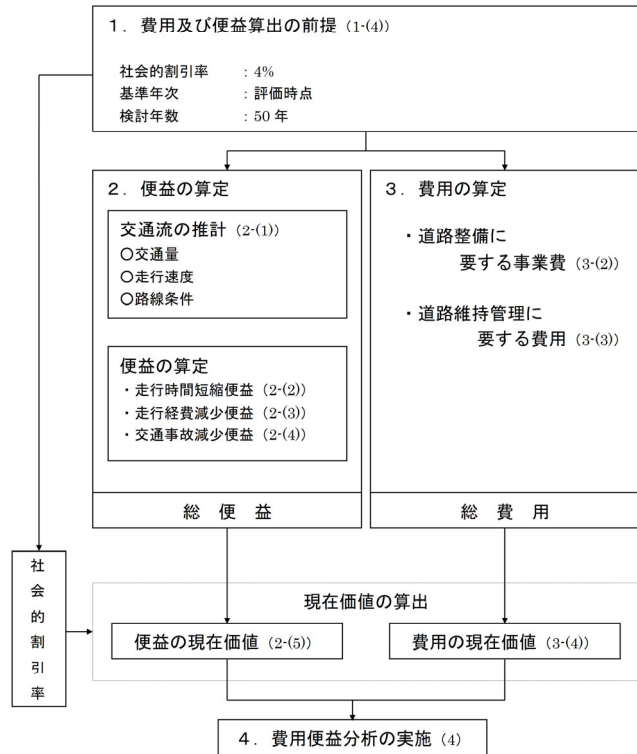 1．費用及び便益算出の前提 (1-(4))
社会的割引率 : 4%
基準年次 : 評価時点
検討年数 : 50 年
2．便益の算定
交通流の推計 (2-(1))
○交通量
○走行速度
○路線条件
便益の算定
・走行時間短縮便益 (2-(2))
・走行経費減少便益 (2-(3))
・交通事故減少便益 (2-(4))
総 便 益
3．費用の算定
・道路整備に
要する事業費 (3-(2))
・道路維持管理に
要する費用 (3-(3))
総 費 用
社会的割引率
現在価値の算出
便益の現在価値 (2-(5))
費用の現在価値 (3-(4))
4．費用便益分析の実施 (4)